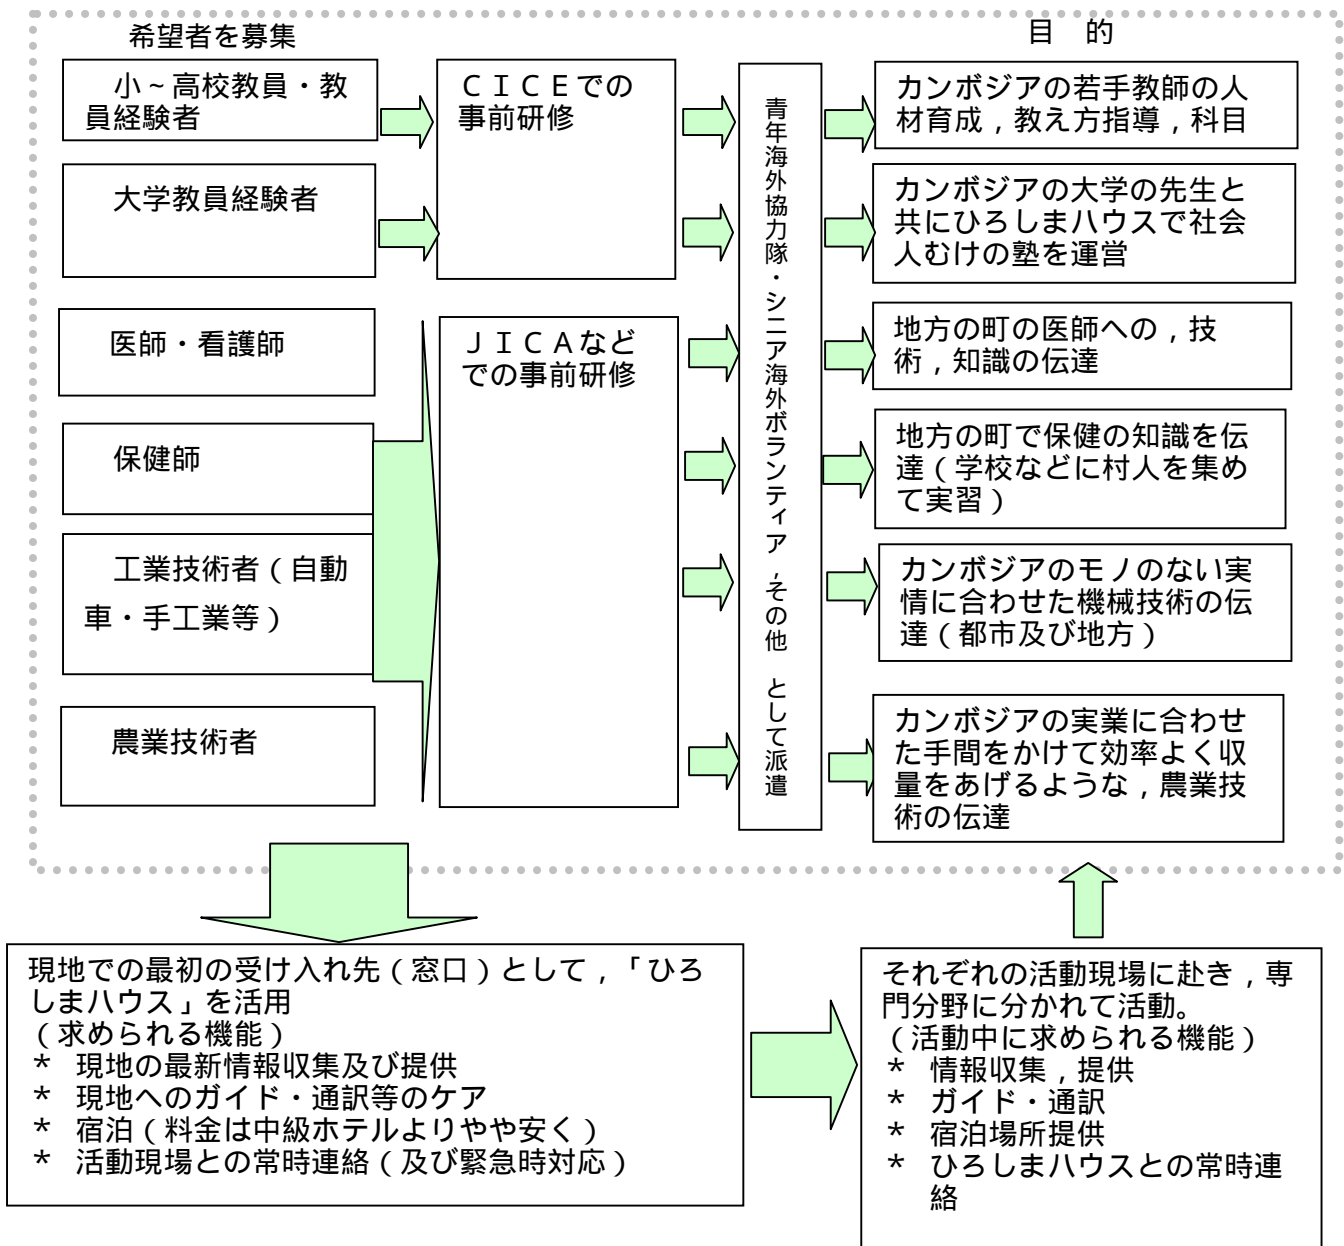 希望者を募集
目　的
小～高校教員・教
員経験者
ＣＩＣＥでの
事前研修
カンボジアの若手教師の人
材育成，教え方指導，科目
大学教員経験者
カンボジアの大学の先生と
共にひろしまハウスで社会
人むけの塾を運営
医師・看護師
ＪＩＣＡなど
での事前研修
地方の町の医師への，技
術，知識の伝達
保健師
地方の町で保健の知識を伝
達（学校などに村人を集め
て実習）
工業技術者（自動
車・手工業等）
カンボジアのモノのない実
情に合わせた機械技術の伝
達（都市及び地方）
農業技術者
カンボジアの実業に合わせ
た手間をかけて効率よく収
量をあげるような，農業技
術の伝達
青年海外協力隊・シニア海外ボランティア，その他　として派遣
現地での最初の受け入れ先（窓口）として，「ひろ
しまハウス」を活用
（求められる機能）
＊　現地の最新情報収集及び提供
＊　現地へのガイド・通訳等のケア
＊　宿泊（料金は中級ホテルよりやや安く）
＊　活動現場との常時連絡（及び緊急時対応）
それぞれの活動現場に赴き，専
門分野に分かれて活動。
（活動中に求められる機能）
＊　情報収集，提供
＊　ガイド・通訳
＊　宿泊場所提供
＊　ひろしまハウスとの常時連
絡